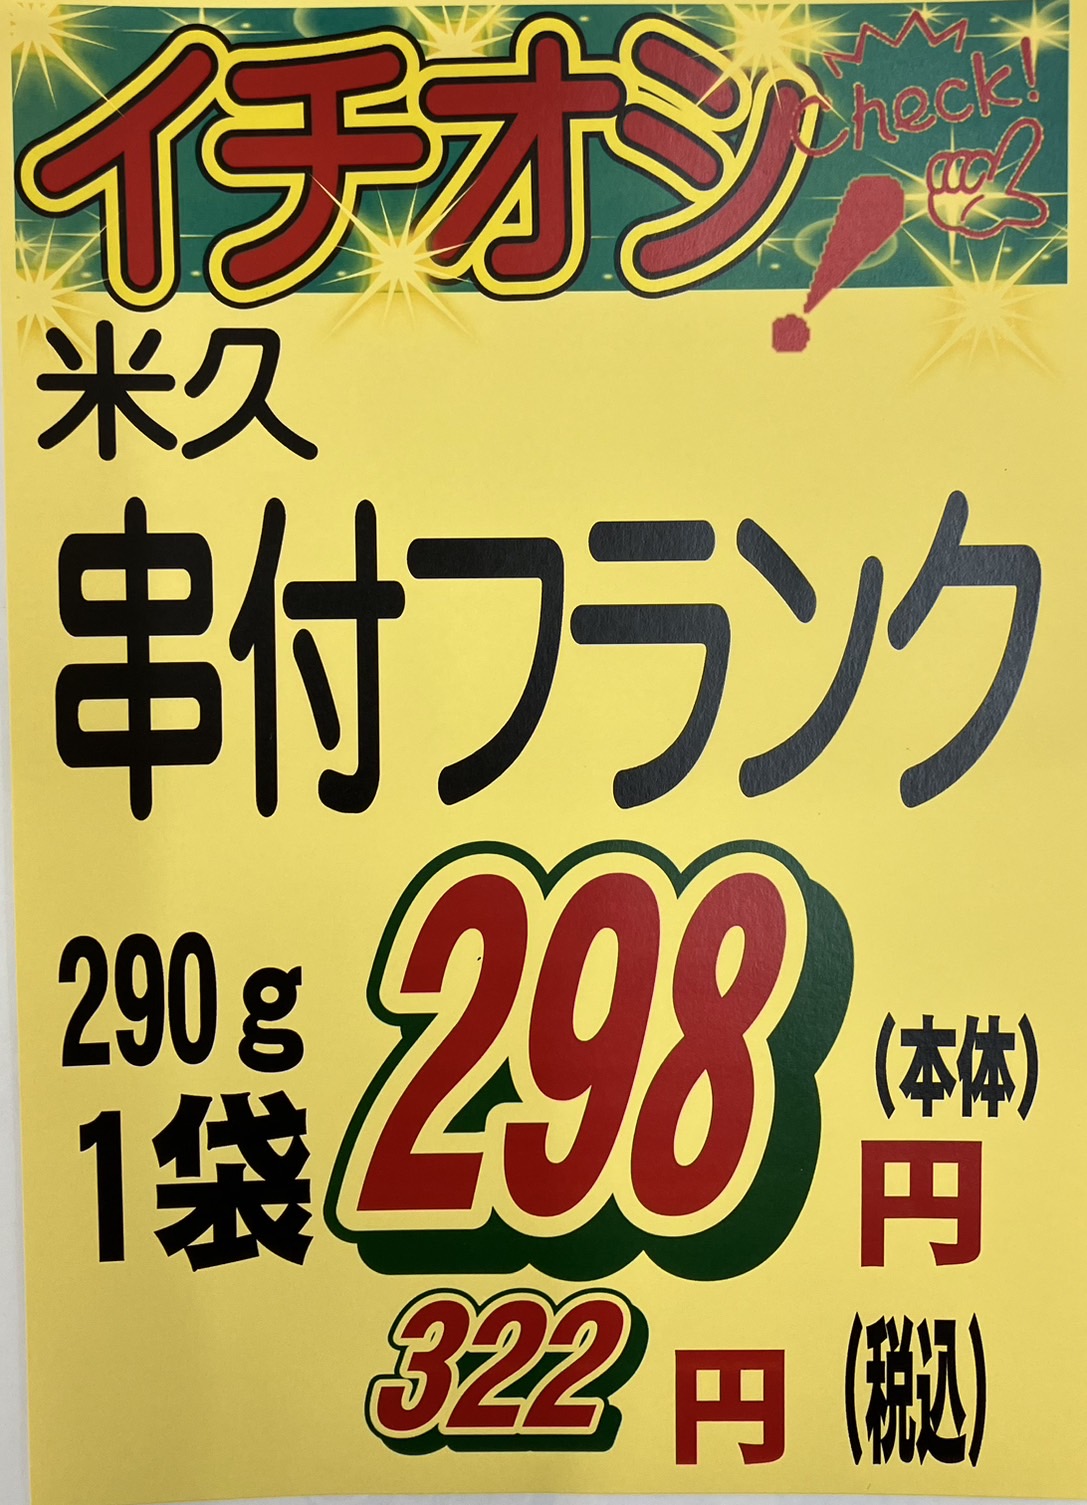 イチオシ
Check!
米久
串付フランク
290g
1袋
298
(本体)
円
322
円
(税込)